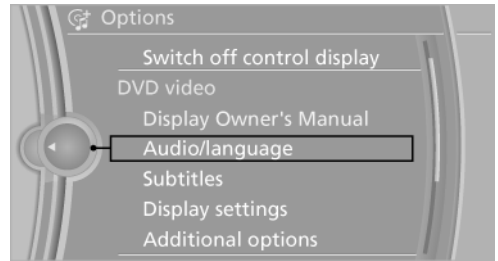 Options
Switch off control display
DVD video
Display Owner's Manual
Audio/language
Subtitles
Display settings
Additional options